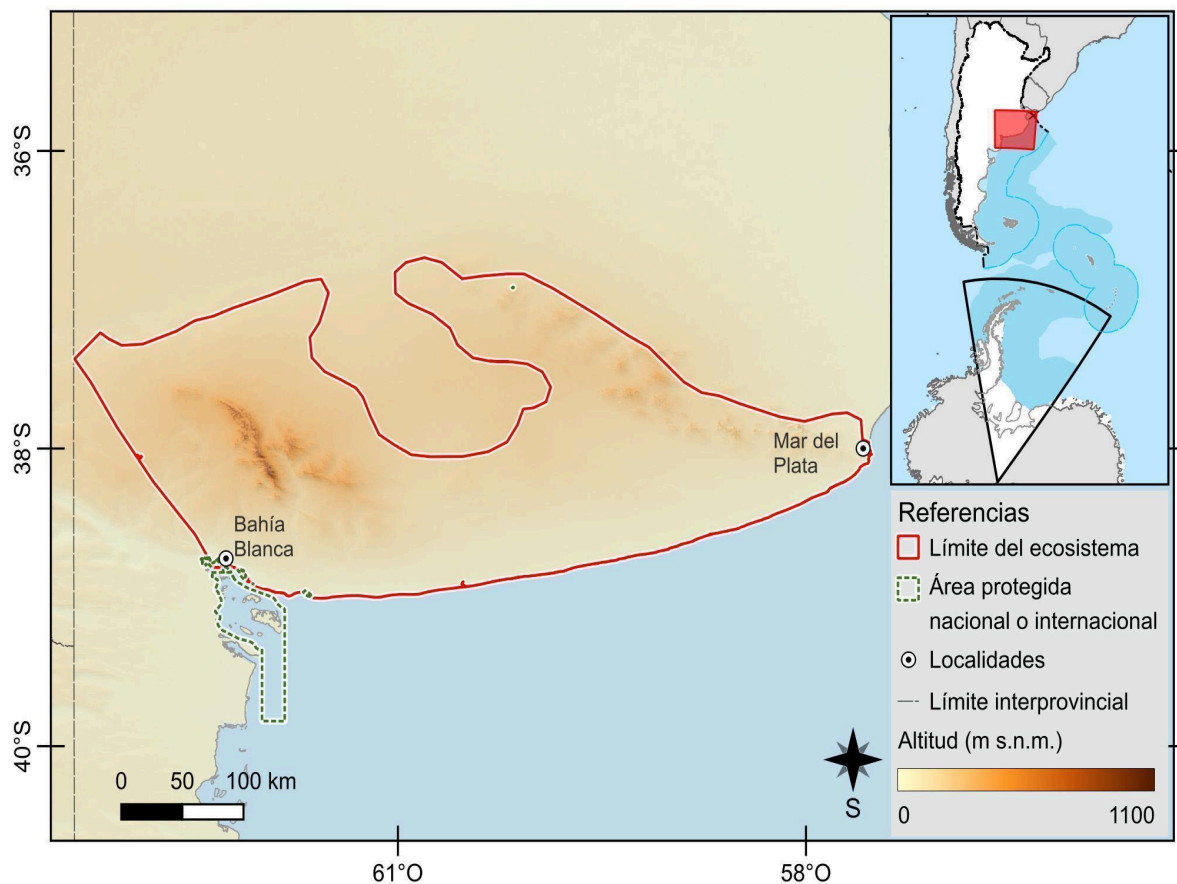 36°S
38°S
40°S
61°O
58°O
Mar del
Plata
Bahía
Blanca
0 50 100 km
S
Referencias
Límite del ecosistema
Área protegida
nacional o internacional
Localidades
Límite interprovincial
Altitud (m s.n.m.)
0 1100